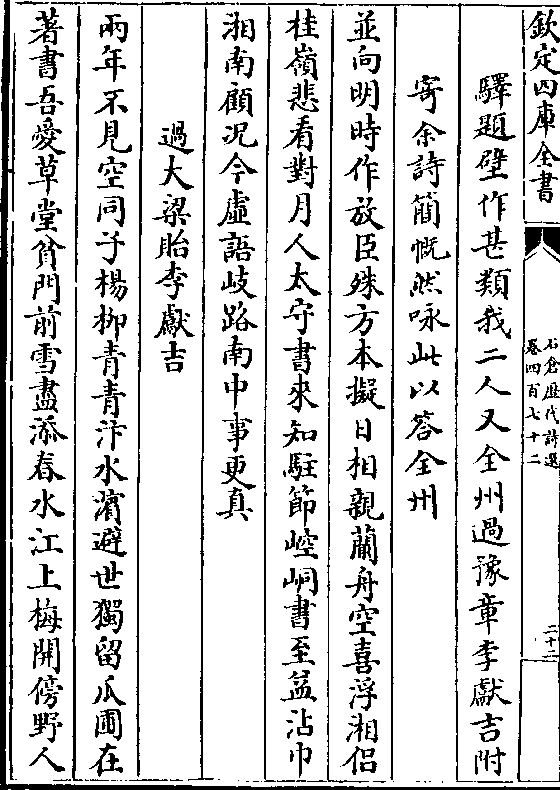 欽定四庫全書
石倉歷代詩選
卷四百七十二
二十二
驛題壁作甚類我二人又全州過豫章李獻吉附
寄余詩簡慨然咏此以答全州
並向明時作放臣殊方本擬日相親蘭舟空喜浮湘侣
桂嶺悲看對月人太守書來知駐節崆峒書至益沾巾
湘南顧况今虛語岐路南中事更真
過大梁貽李獻吉
兩年不見空同子楊柳青青汴水濱避世獨留瓜圃在
著書吾愛草堂貧門前雪盡添春水江上梅開傍野人